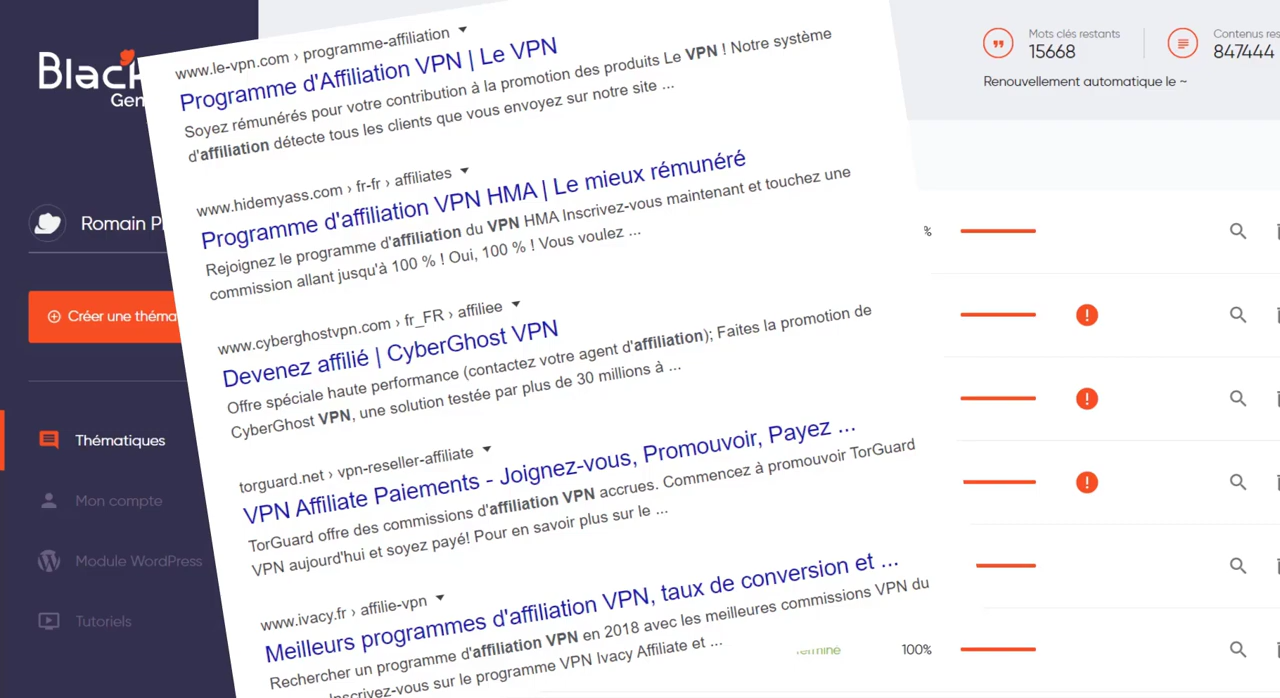 Black
Gen
Romain
Créer une théma
Thématiques
Mon compte
Module WordPress
Tutoriels
www.le-vpn.com › programme-affiliation
Programme d'Affiliation VPN | Le VPN
Soyez rémunérés pour votre contribution à la promotion des produits Le VPN ! Notre système
d'affiliation détecte tous les clients que vous envoyez sur notre site ...
www.hidemyass.com › fr-fr › affiliates
Programme d'affiliation VPN HMA | Le mieux rémunéré
Rejoignez le programme d'affiliation du VPN HMA Inscrivez-vous maintenant et touchez une
commission allant jusqu'à 100 % ! Oui, 100 % ! Vous voulez ...
www.cyberghostvpn.com › fr_FR › affiliee
Devenez affilié | CyberGhost VPN
Offre spéciale haute performance (contactez votre agent d'affiliation); Faites la promotion de
CyberGhost VPN, une solution testée par plus de 30 millions à ...
torguard.net › vpn-reseller-affiliate
VPN Affiliate Paiements - Joignez-vous, Promouvoir, Payez ...
TorGuard offre des commissions d'affiliation VPN accrues. Commencez à promouvoir TorGuard
VPN aujourd'hui et soyez payé! Pour en savoir plus sur le ...
www.ivacy.fr › affilie-vpn
Meilleurs programmes d'affiliation VPN, taux de conversion et ...
Rechercher un programme d'affiliation VPN en 2018 avec les meilleures commissions VPN du
Inscrivez-vous sur le programme VPN Ivacy Affiliate et ...
Mots clés restants
15668
Contenus res
847444
Renouvellement automatique le ~
%
100%